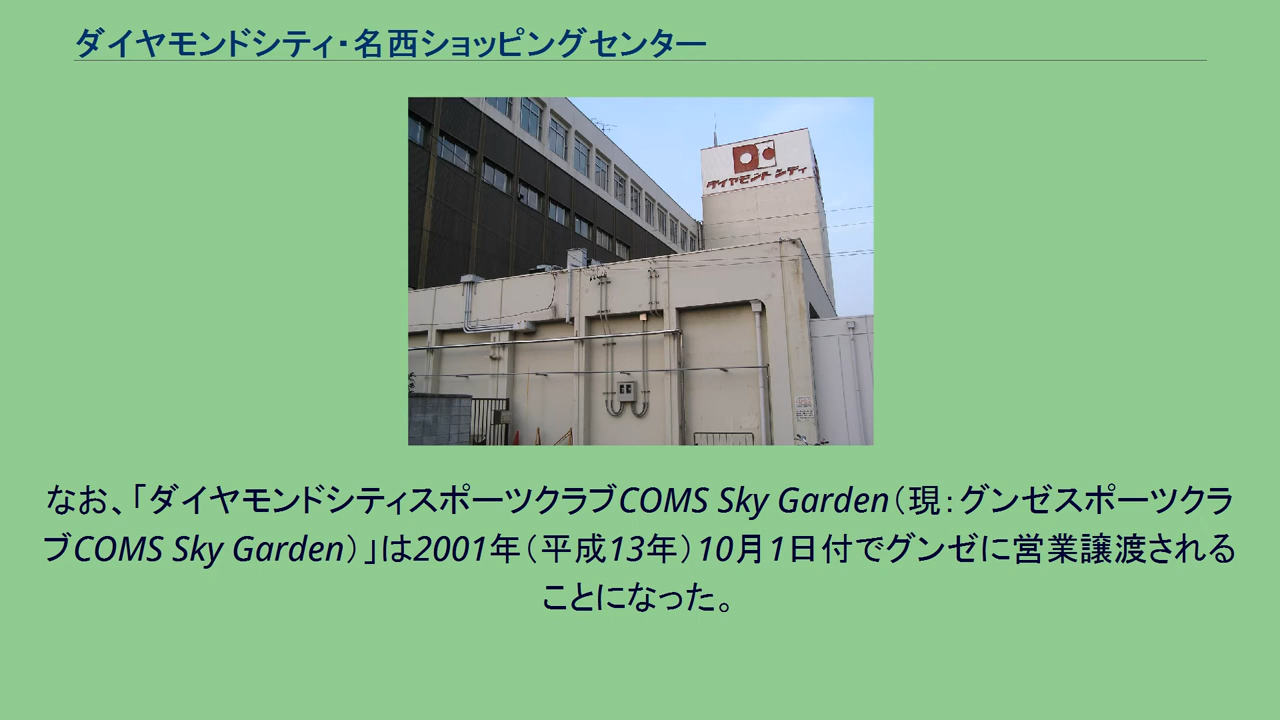 ダイヤモンドシティ・名西ショッピングセンター
ダイヤモンド シティ
なお、「ダイヤモンドシティスポーツクラブCOMS Sky Garden（現：グンゼスポーツクラ
ブCOMS Sky Garden）」は2001年（平成13年）10月1日付でグンゼに営業譲渡される
ことになった。